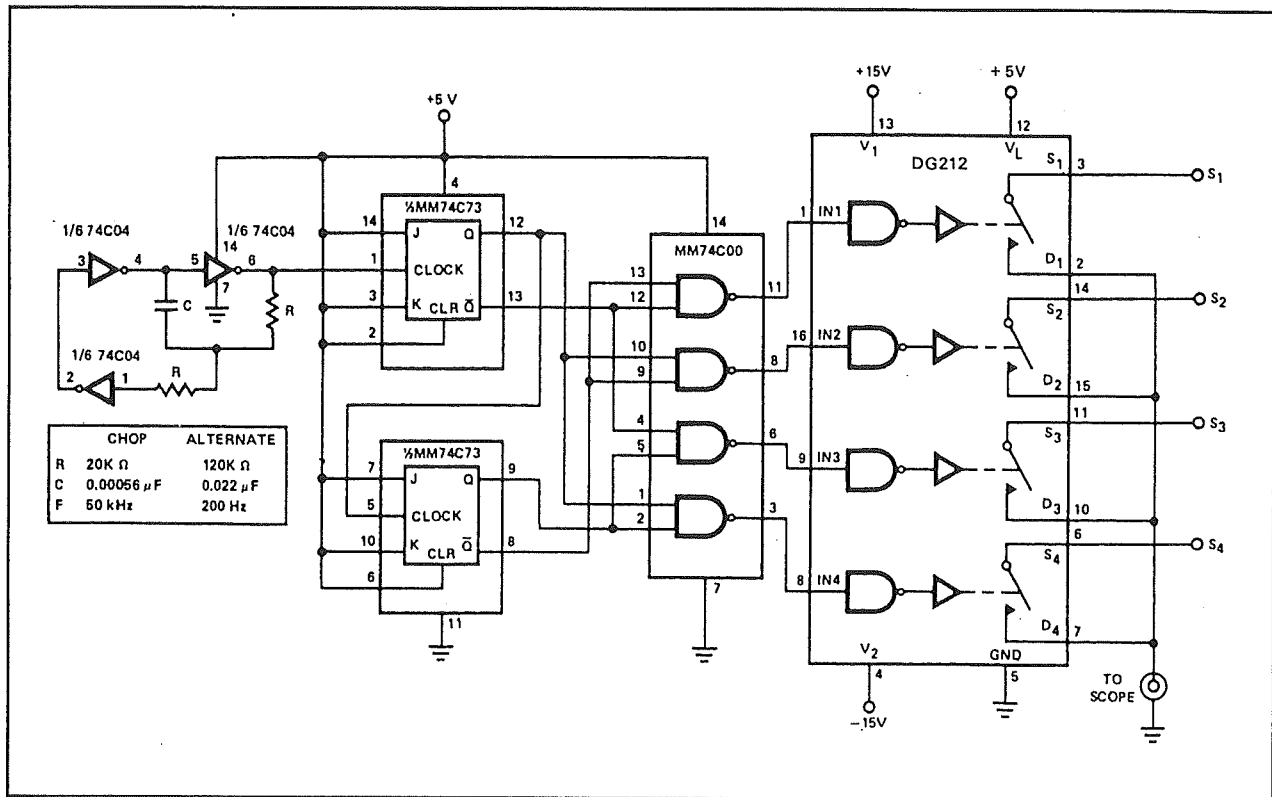 +5 V
+15V
+ 5V
13
12
V1
VL
DG212
4
½MM74C73
14
J
Q
12
1
CLOCK
3
K
CLR
Q̅
13
2
1/6 74C04
3
4
1/6 74C04
5
14
6
7
C
R
1/6 74C04
2
1
R
CHOP
ALTERNATE
R
20K Ω
120K Ω
C
0.00056 μF
0.022 μF
F
50 kHz
200 Hz
½MM74C73
7
J
Q
9
5
CLOCK
10
K
CLR
Q̅
8
6
11
14
MM74C00
13
12
11
10
9
8
4
5
6
1
2
3
7
1
IN1
S1
3
S1
D1
2
16
IN2
S2
14
S2
D2
15
9
IN3
S3
11
S3
D3
10
8
IN4
S4
6
S4
D4
7
V2
4
GND
5
−15V
TO
SCOPE